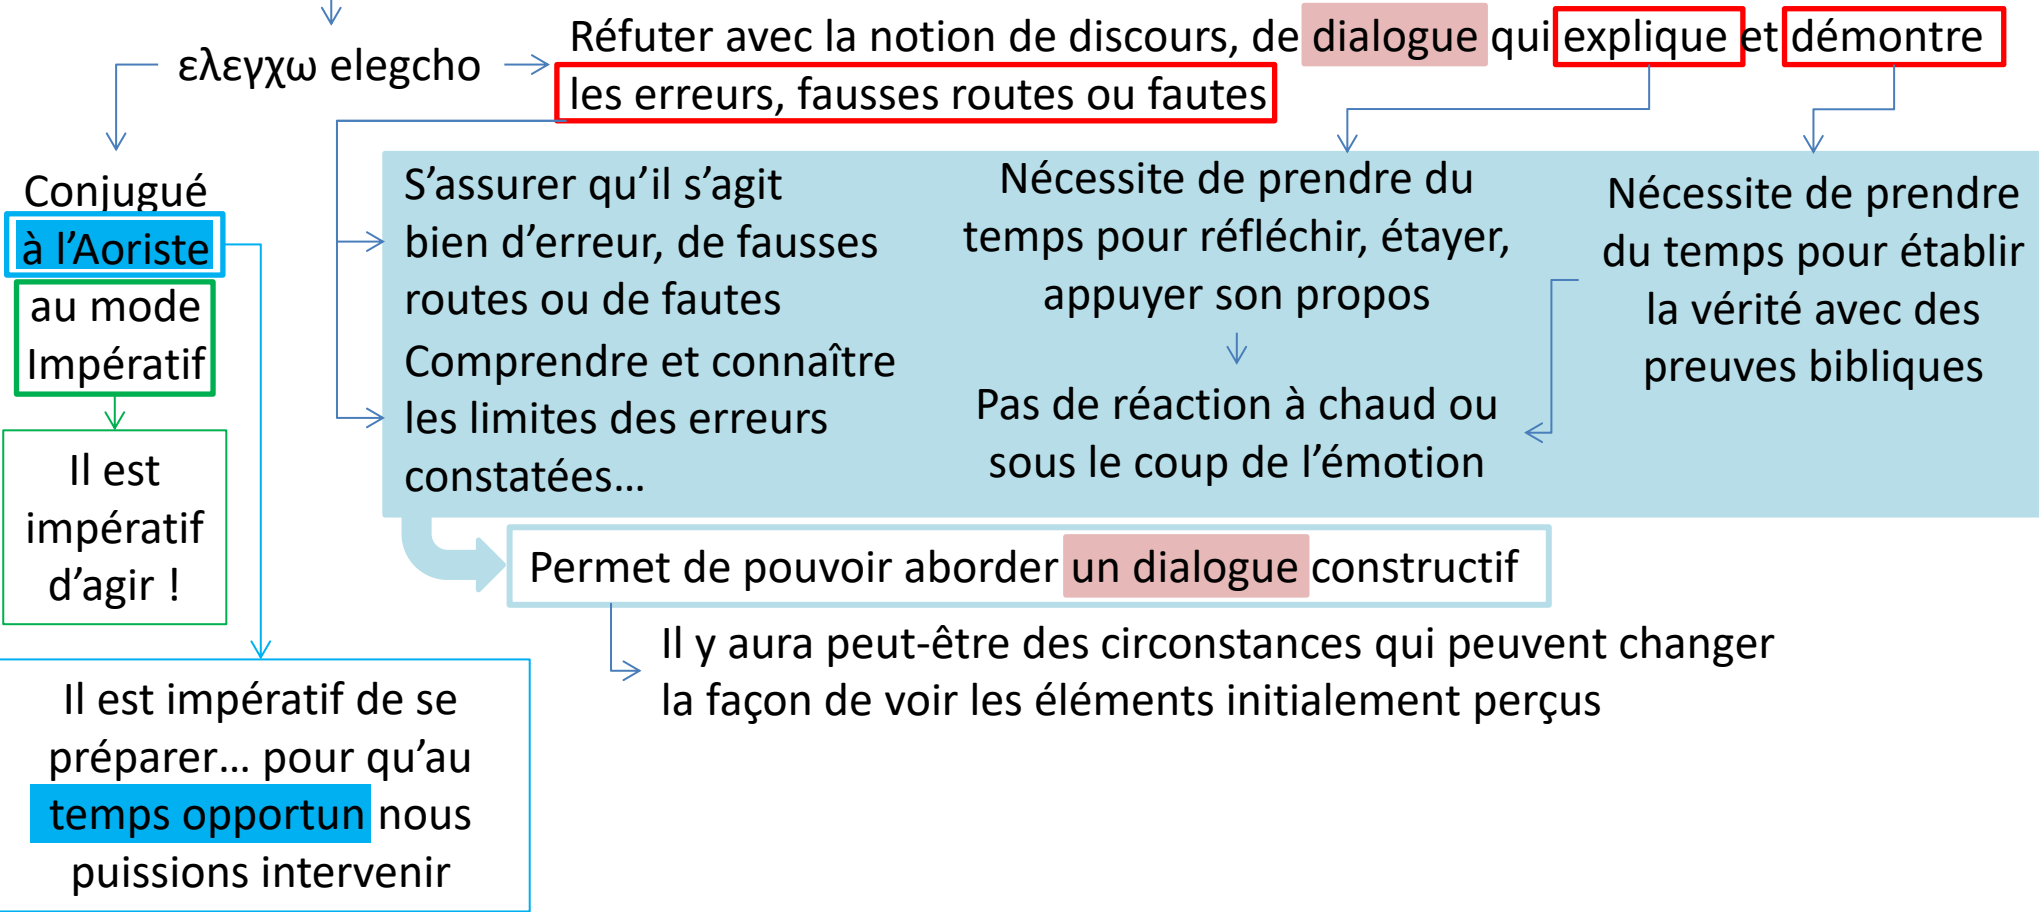 ελεγχω elegcho
Réfuter avec la notion de discours, de dialogue qui explique et démontre
les erreurs, fausses routes ou fautes
Conjugué
à l’Aoriste
au mode
Impératif
Il est
impératif
d’agir !
Il est impératif de se
préparer… pour qu’au
temps opportun nous
puissions intervenir
S’assurer qu’il s’agit
bien d’erreur, de fausses
routes ou de fautes
Comprendre et connaître
les limites des erreurs
constatées…
Nécessite de prendre du
temps pour réfléchir, étayer,
appuyer son propos
Pas de réaction à chaud ou
sous le coup de l’émotion
Nécessite de prendre
du temps pour établir
la vérité avec des
preuves bibliques
Permet de pouvoir aborder un dialogue constructif
Il y aura peut-être des circonstances qui peuvent changer
la façon de voir les éléments initialement perçus